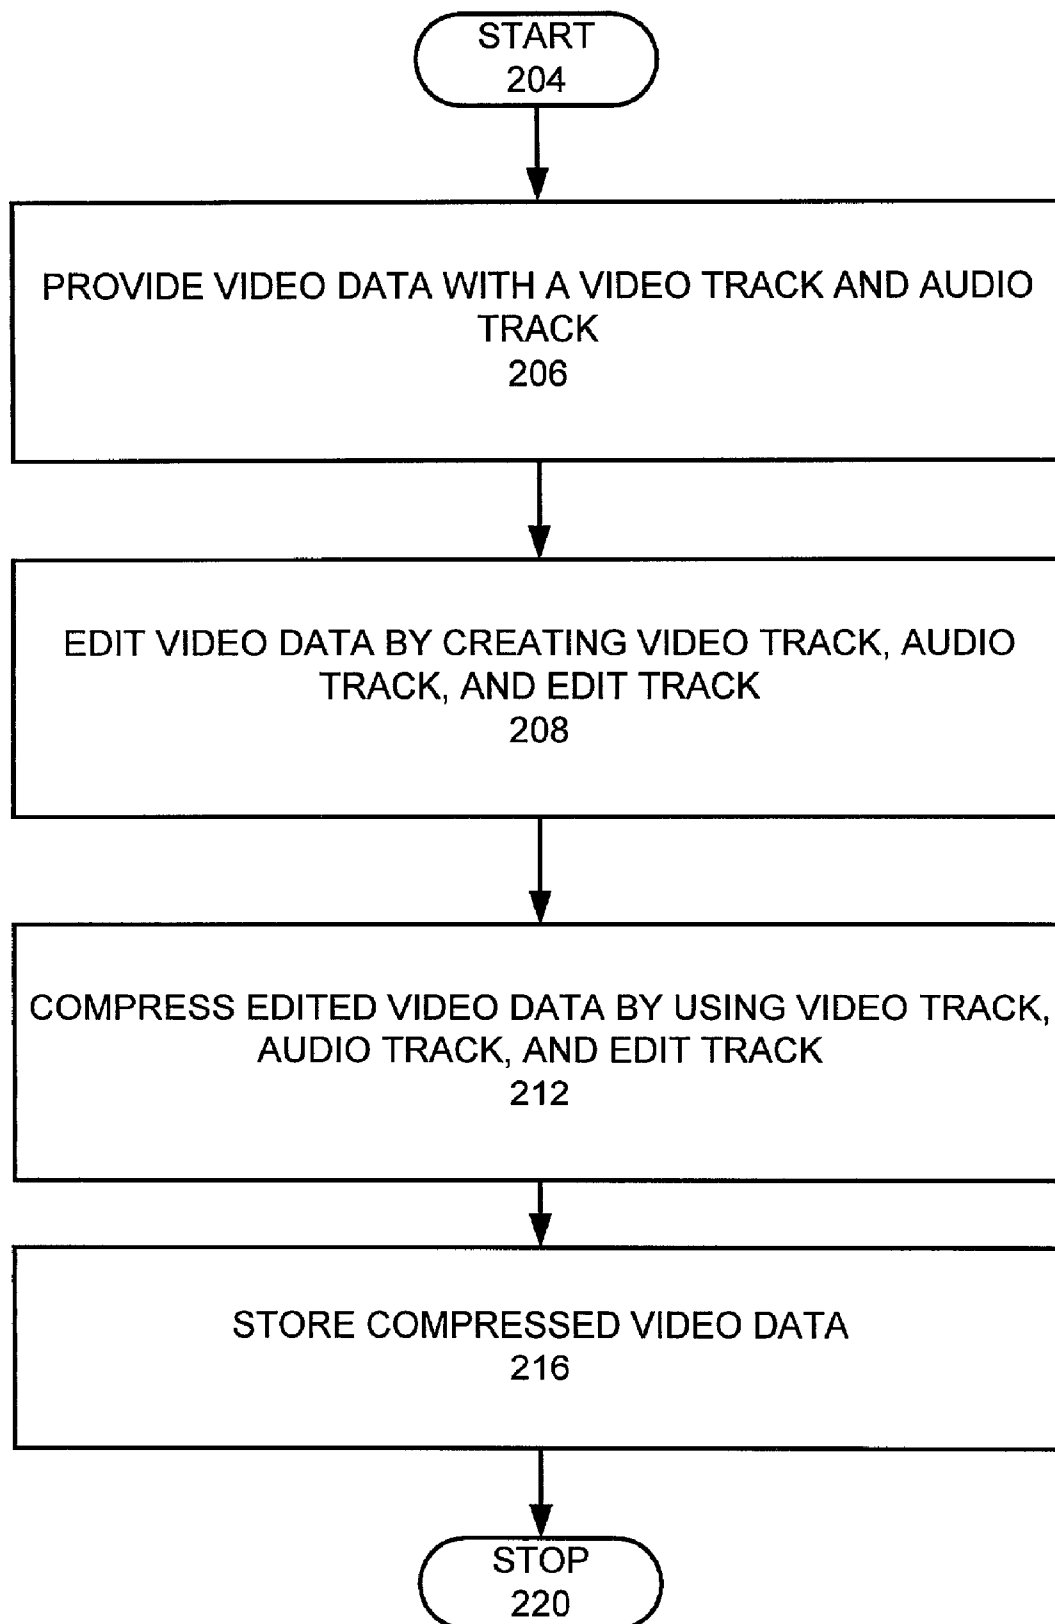 START
204
PROVIDE VIDEO DATA WITH A VIDEO TRACK AND AUDIO
TRACK
206
EDIT VIDEO DATA BY CREATING VIDEO TRACK, AUDIO
TRACK, AND EDIT TRACK
208
COMPRESS EDITED VIDEO DATA BY USING VIDEO TRACK,
AUDIO TRACK, AND EDIT TRACK
212
STORE COMPRESSED VIDEO DATA
216
STOP
220